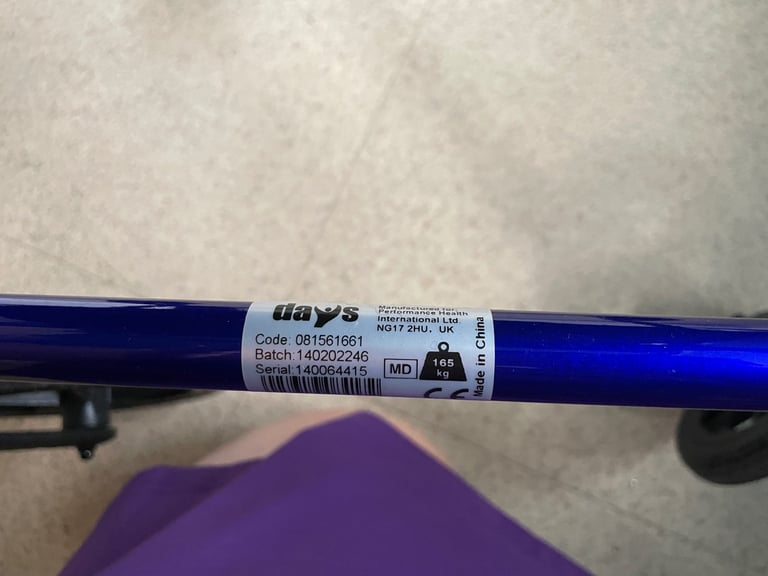 days
Manufactured for:
Performance Health
International Ltd.
NG17 2HU, UK
Code: 081561661
Batch:140202246
Serial:140064415
MD
165
kg
CE
Made in China